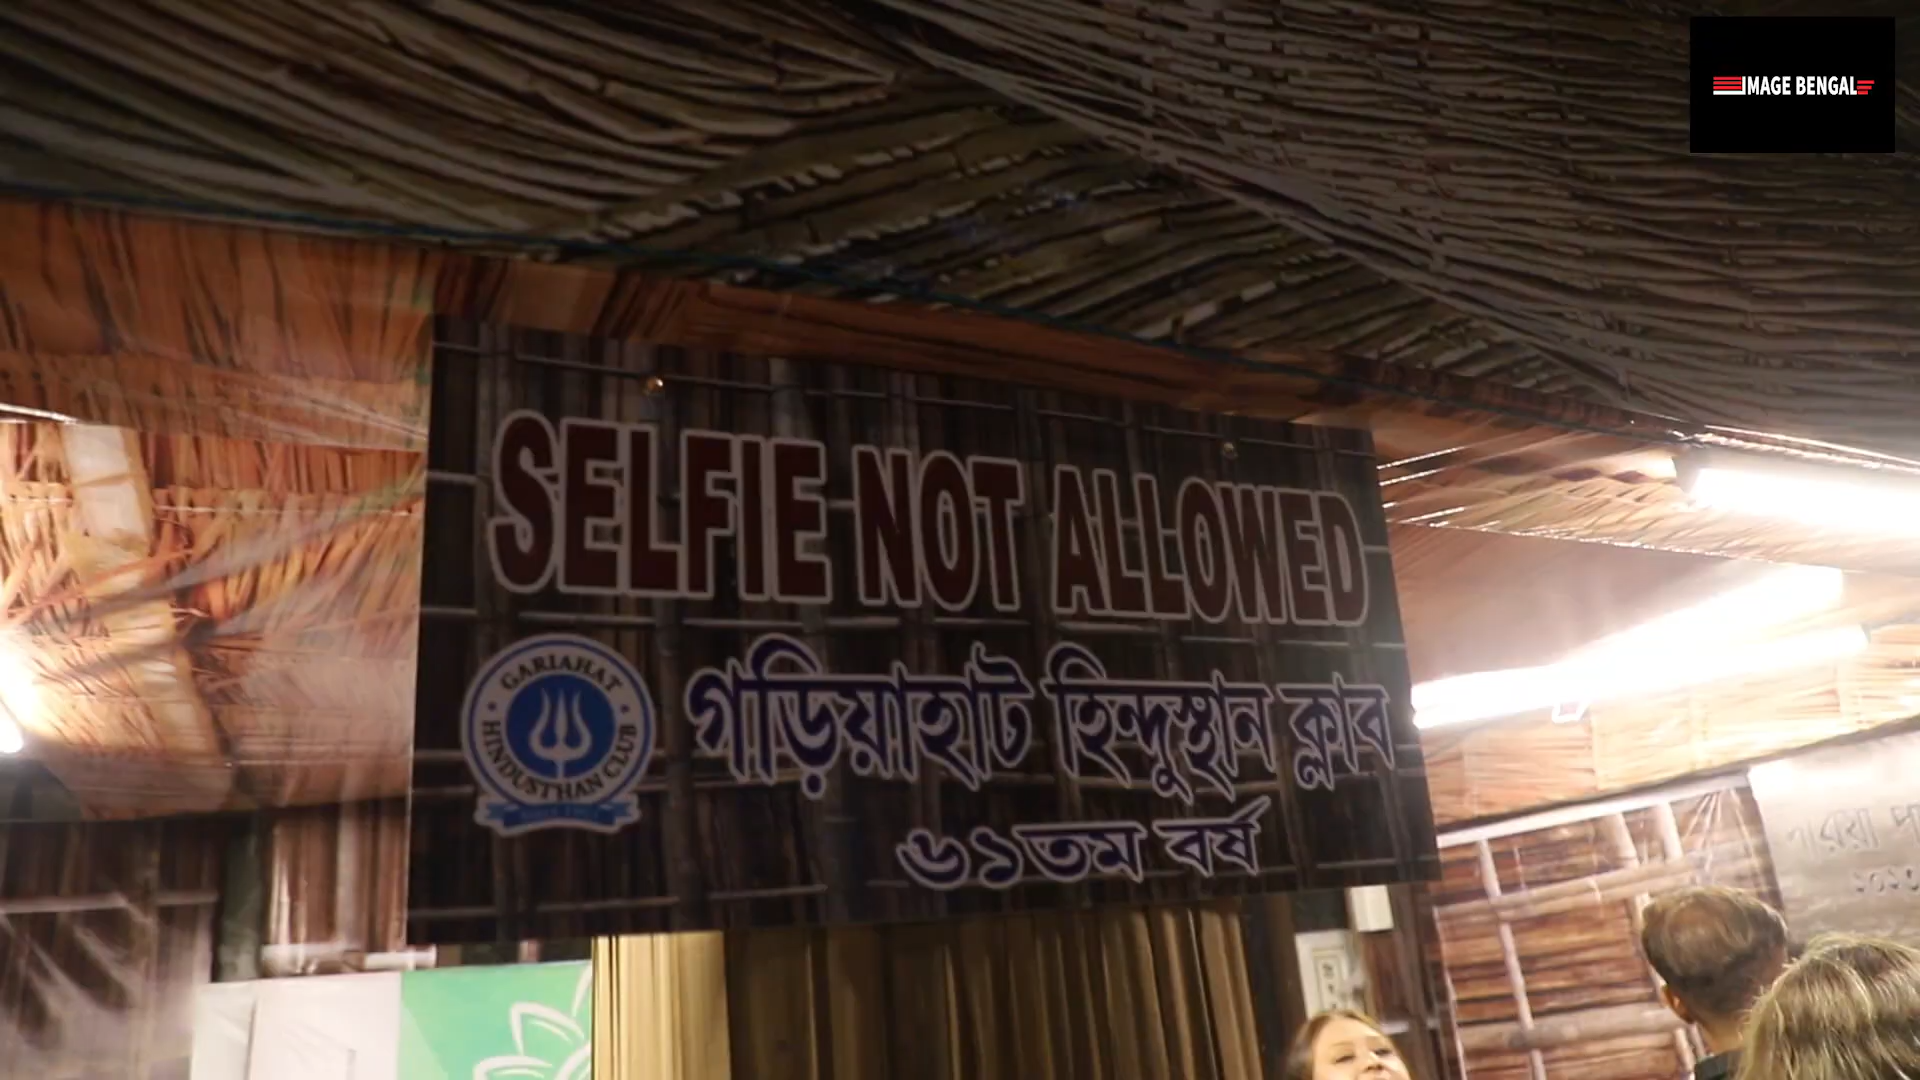 IMAGE BENGAL
SELFIE NOT ALLOWED
GARIAHAT HINDUSTHAN CLUB
গড়িয়াহাট হিন্দুস্থান ক্লাব
৬১তম বর্ষ